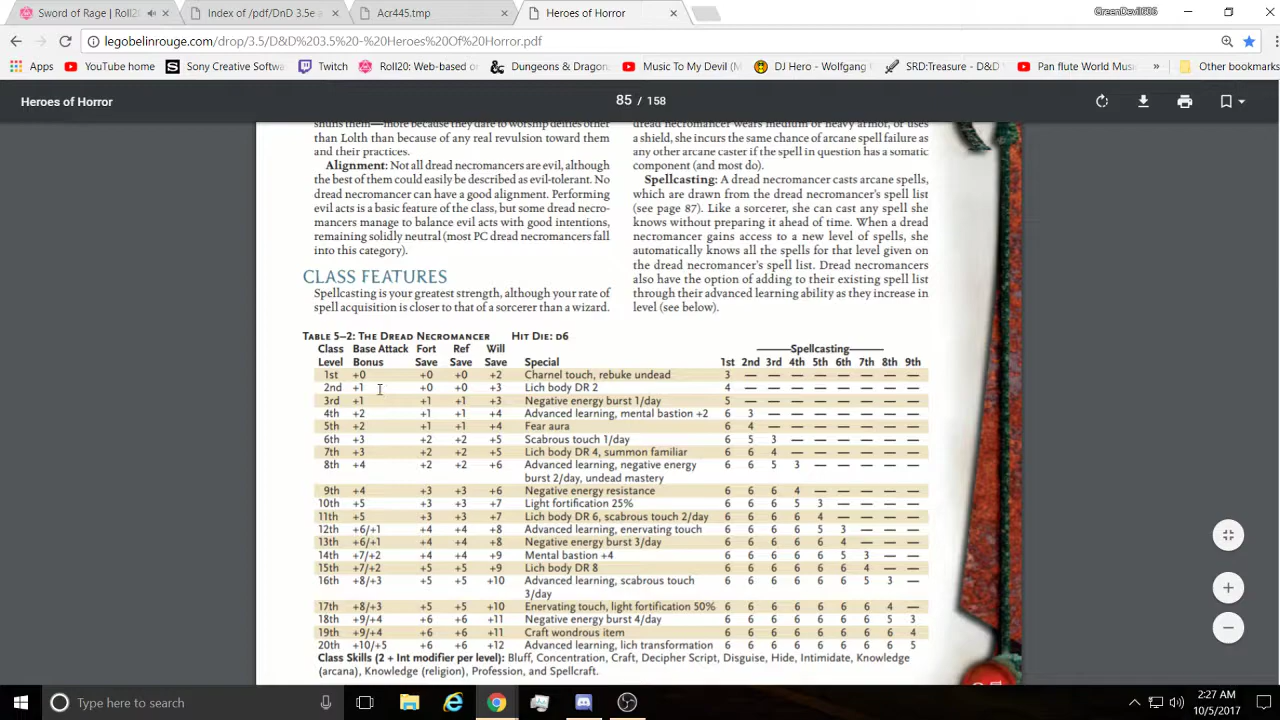 Sword of Rage | Roll20
Index of /pdf/DnD 3.5e a
Acr445.tmp
Heroes of Horror
GreenDevil606
legobelinrouge.com/drop/3.5/D&D%203.5%20-%20Heroes%20Of%20Horror.pdf
Apps YouTube home Sony Creative Softw Twitch Roll20: Web-based or Dungeons & Dragon Music To My Devil (M DJ Hero - Wolfgang SRD:Treasure - D&D Pan flute World Music » Other bookmarks
Heroes of Horror
85 / 158
shuns them—more because they date to worship deities other
than Lolth than because of any real revulsion toward them
and their practices.
Alignment: Not all dread necromancers are evil, although
the best of them could easily be described as evil-tolerant. No
dread necromancer can have a good alignment. Performing
evil acts is a basic feature of the class, but some dread necro-
mancers manage to balance evil acts with good intentions,
remaining solidly neutral (most PC dread necromancers fall
into this category).
CLASS FEATURES
Spellcasting is your greatest strength, although your rate of
spell acquisition is closer to that of a sorcerer than a wizard.
dread necromancer wears medium or heavy armor, or uses
a shield, she incurs the same chance of arcane spell failure as
any other arcane caster if the spell in question has a somatic
component (and most do).
Spellcasting: A dread necromancer casts arcane spells,
which are drawn from the dread necromancer's spell list
(see page 87). Like a sorcerer, she can cast any spell she
knows without preparing it ahead of time. When a dread
necromancer gains access to a new level of spells, she
automatically knows all the spells for that level given on
the dread necromancer's spell list. Dread necromancers
also have the option of adding to their existing spell list
through their advanced learning ability as they increase in
level (see below).
Table 5–2: The Dread Necromancer Hit Die: d6
Class Base Attack Fort Ref Will ——Spellcasting——
Level Bonus Save Save Save Special 1st 2nd 3rd 4th 5th 6th 7th 8th 9th
1st +0 +0 +0 +2 Charnel touch, rebuke undead 3 — — — — — — — —
2nd +1 +0 +0 +3 Lich body DR 2 4 — — — — — — — —
3rd +1 +1 +1 +3 Negative energy burst 1/day 5 — — — — — — — —
4th +2 +1 +1 +4 Advanced learning, mental bastion +2 6 3 — — — — — — —
5th +2 +1 +1 +4 Fear aura 6 4 — — — — — — —
6th +3 +2 +2 +5 Scabrous touch 1/day 6 5 3 — — — — — —
7th +3 +2 +2 +5 Lich body DR 4, summon familiar 6 6 4 — — — — — —
8th +4 +2 +2 +6 Advanced learning, negative energy 6 6 5 3 — — — — —
burst 2/day, undead mastery
9th +4 +3 +3 +6 Negative energy resistance 6 6 6 4 — — — — —
10th +5 +3 +3 +7 Light fortification 25% 6 6 6 5 3 — — — —
11th +5 +3 +3 +7 Lich body DR 6, scabrous touch 2/day 6 6 6 6 4 — — — —
12th +6/+1 +4 +4 +8 Advanced learning, enervating touch 6 6 6 6 5 3 — — —
13th +6/+1 +4 +4 +8 Negative energy burst 3/day 6 6 6 6 6 4 — — —
14th +7/+2 +4 +4 +9 Mental bastion +4 6 6 6 6 6 5 3 — —
15th +7/+2 +5 +5 +9 Lich body DR 8 6 6 6 6 6 6 4 — —
16th +8/+3 +5 +5 +10 Advanced learning, scabrous touch 6 6 6 6 6 6 5 3 —
3/day
17th +8/+3 +5 +5 +10 Enervating touch, light fortification 50% 6 6 6 6 6 6 6 4 —
18th +9/+4 +6 +6 +11 Negative energy burst 4/day 6 6 6 6 6 6 6 5 3
19th +9/+4 +6 +6 +11 Craft wondrous item 6 6 6 6 6 6 6 6 4
20th +10/+5 +6 +6 +12 Advanced learning, lich transformation 6 6 6 6 6 6 6 6 5
Class Skills (2 + Int modifier per level): Bluff, Concentration, Craft, Decipher Script, Disguise, Hide, Intimidate, Knowledge
(arcana), Knowledge (religion), Profession, and Spellcraft.
Type here to search
2:27 AM
10/5/2017